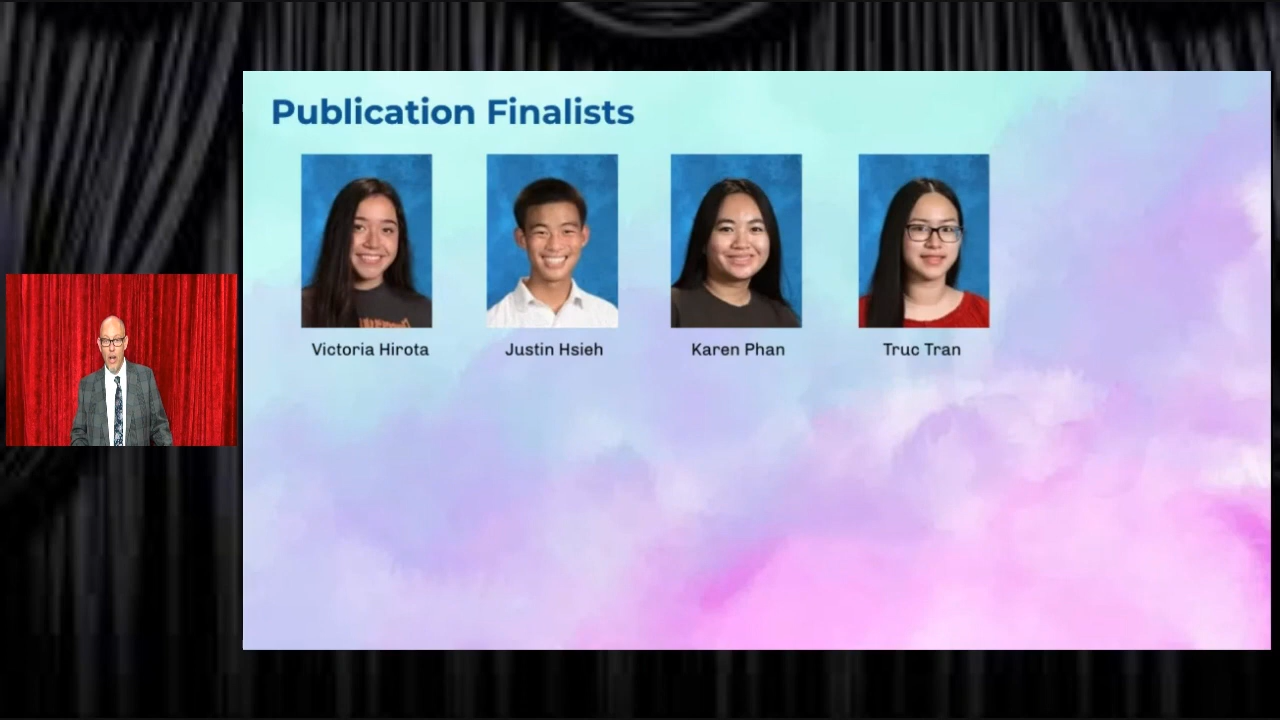 Publication Finalists
Victoria Hirota
Justin Hsieh
Karen Phan
Truc Tran